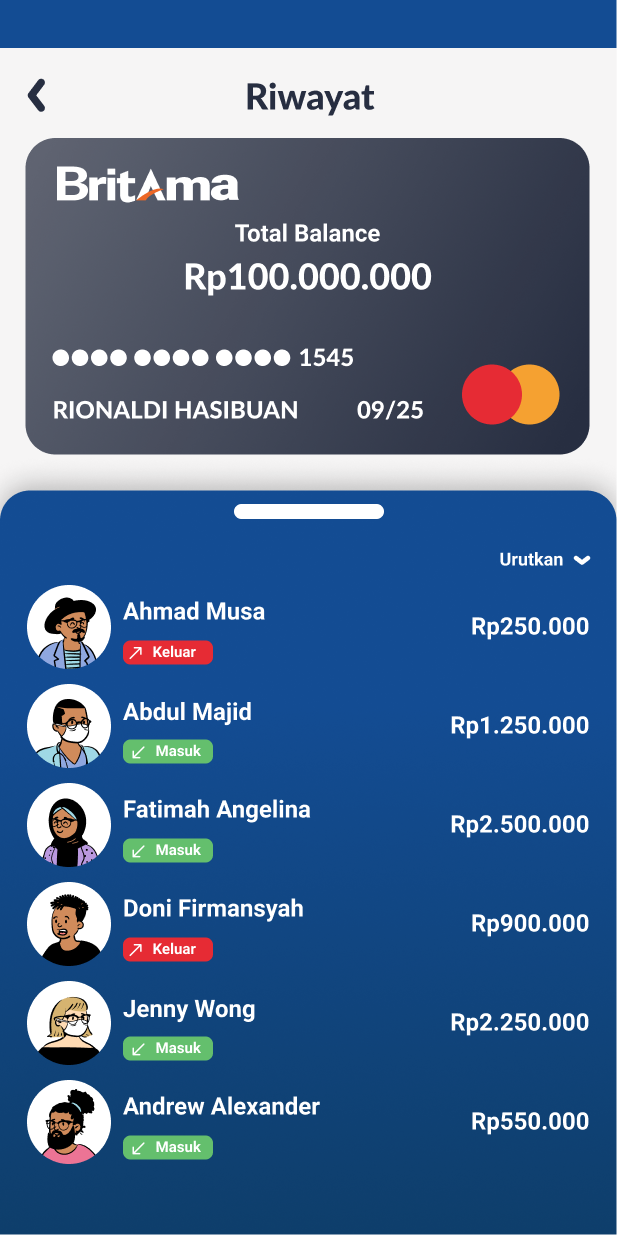 Riwayat
BritAma
Total Balance
Rp100.000.000
●●●● ●●●● ●●●● 1545
RIONALDI HASIBUAN 09/25
Urutkan
Ahmad Musa
Keluar
Rp250.000
Abdul Majid
Masuk
Rp1.250.000
Fatimah Angelina
Masuk
Rp2.500.000
Doni Firmansyah
Keluar
Rp900.000
Jenny Wong
Masuk
Rp2.250.000
Andrew Alexander
Masuk
Rp550.000